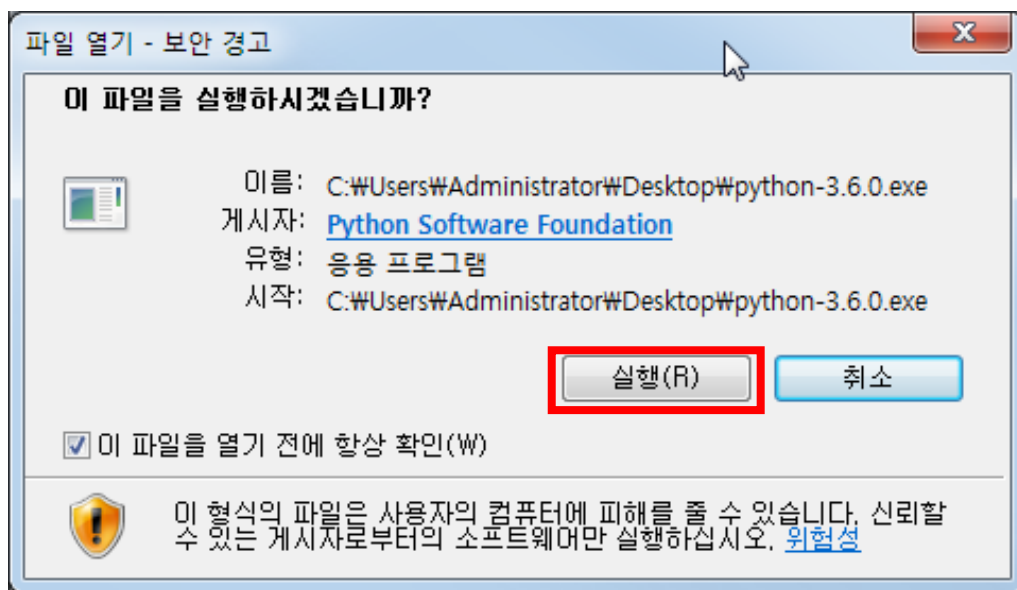 파일 열기 - 보안 경고
이 파일을 실행하시겠습니까?
이름: C:₩Users₩Administrator₩Desktop₩python-3.6.0.exe
게시자: Python Software Foundation
유형: 응용 프로그램
시작: C:₩Users₩Administrator₩Desktop₩python-3.6.0.exe
실행(R) 취소
이 파일을 열기 전에 항상 확인(W)
이 형식의 파일은 사용자의 컴퓨터에 피해를 줄 수 있습니다. 신뢰할
수 있는 게시자로부터의 소프트웨어만 실행하십시오. 위험성